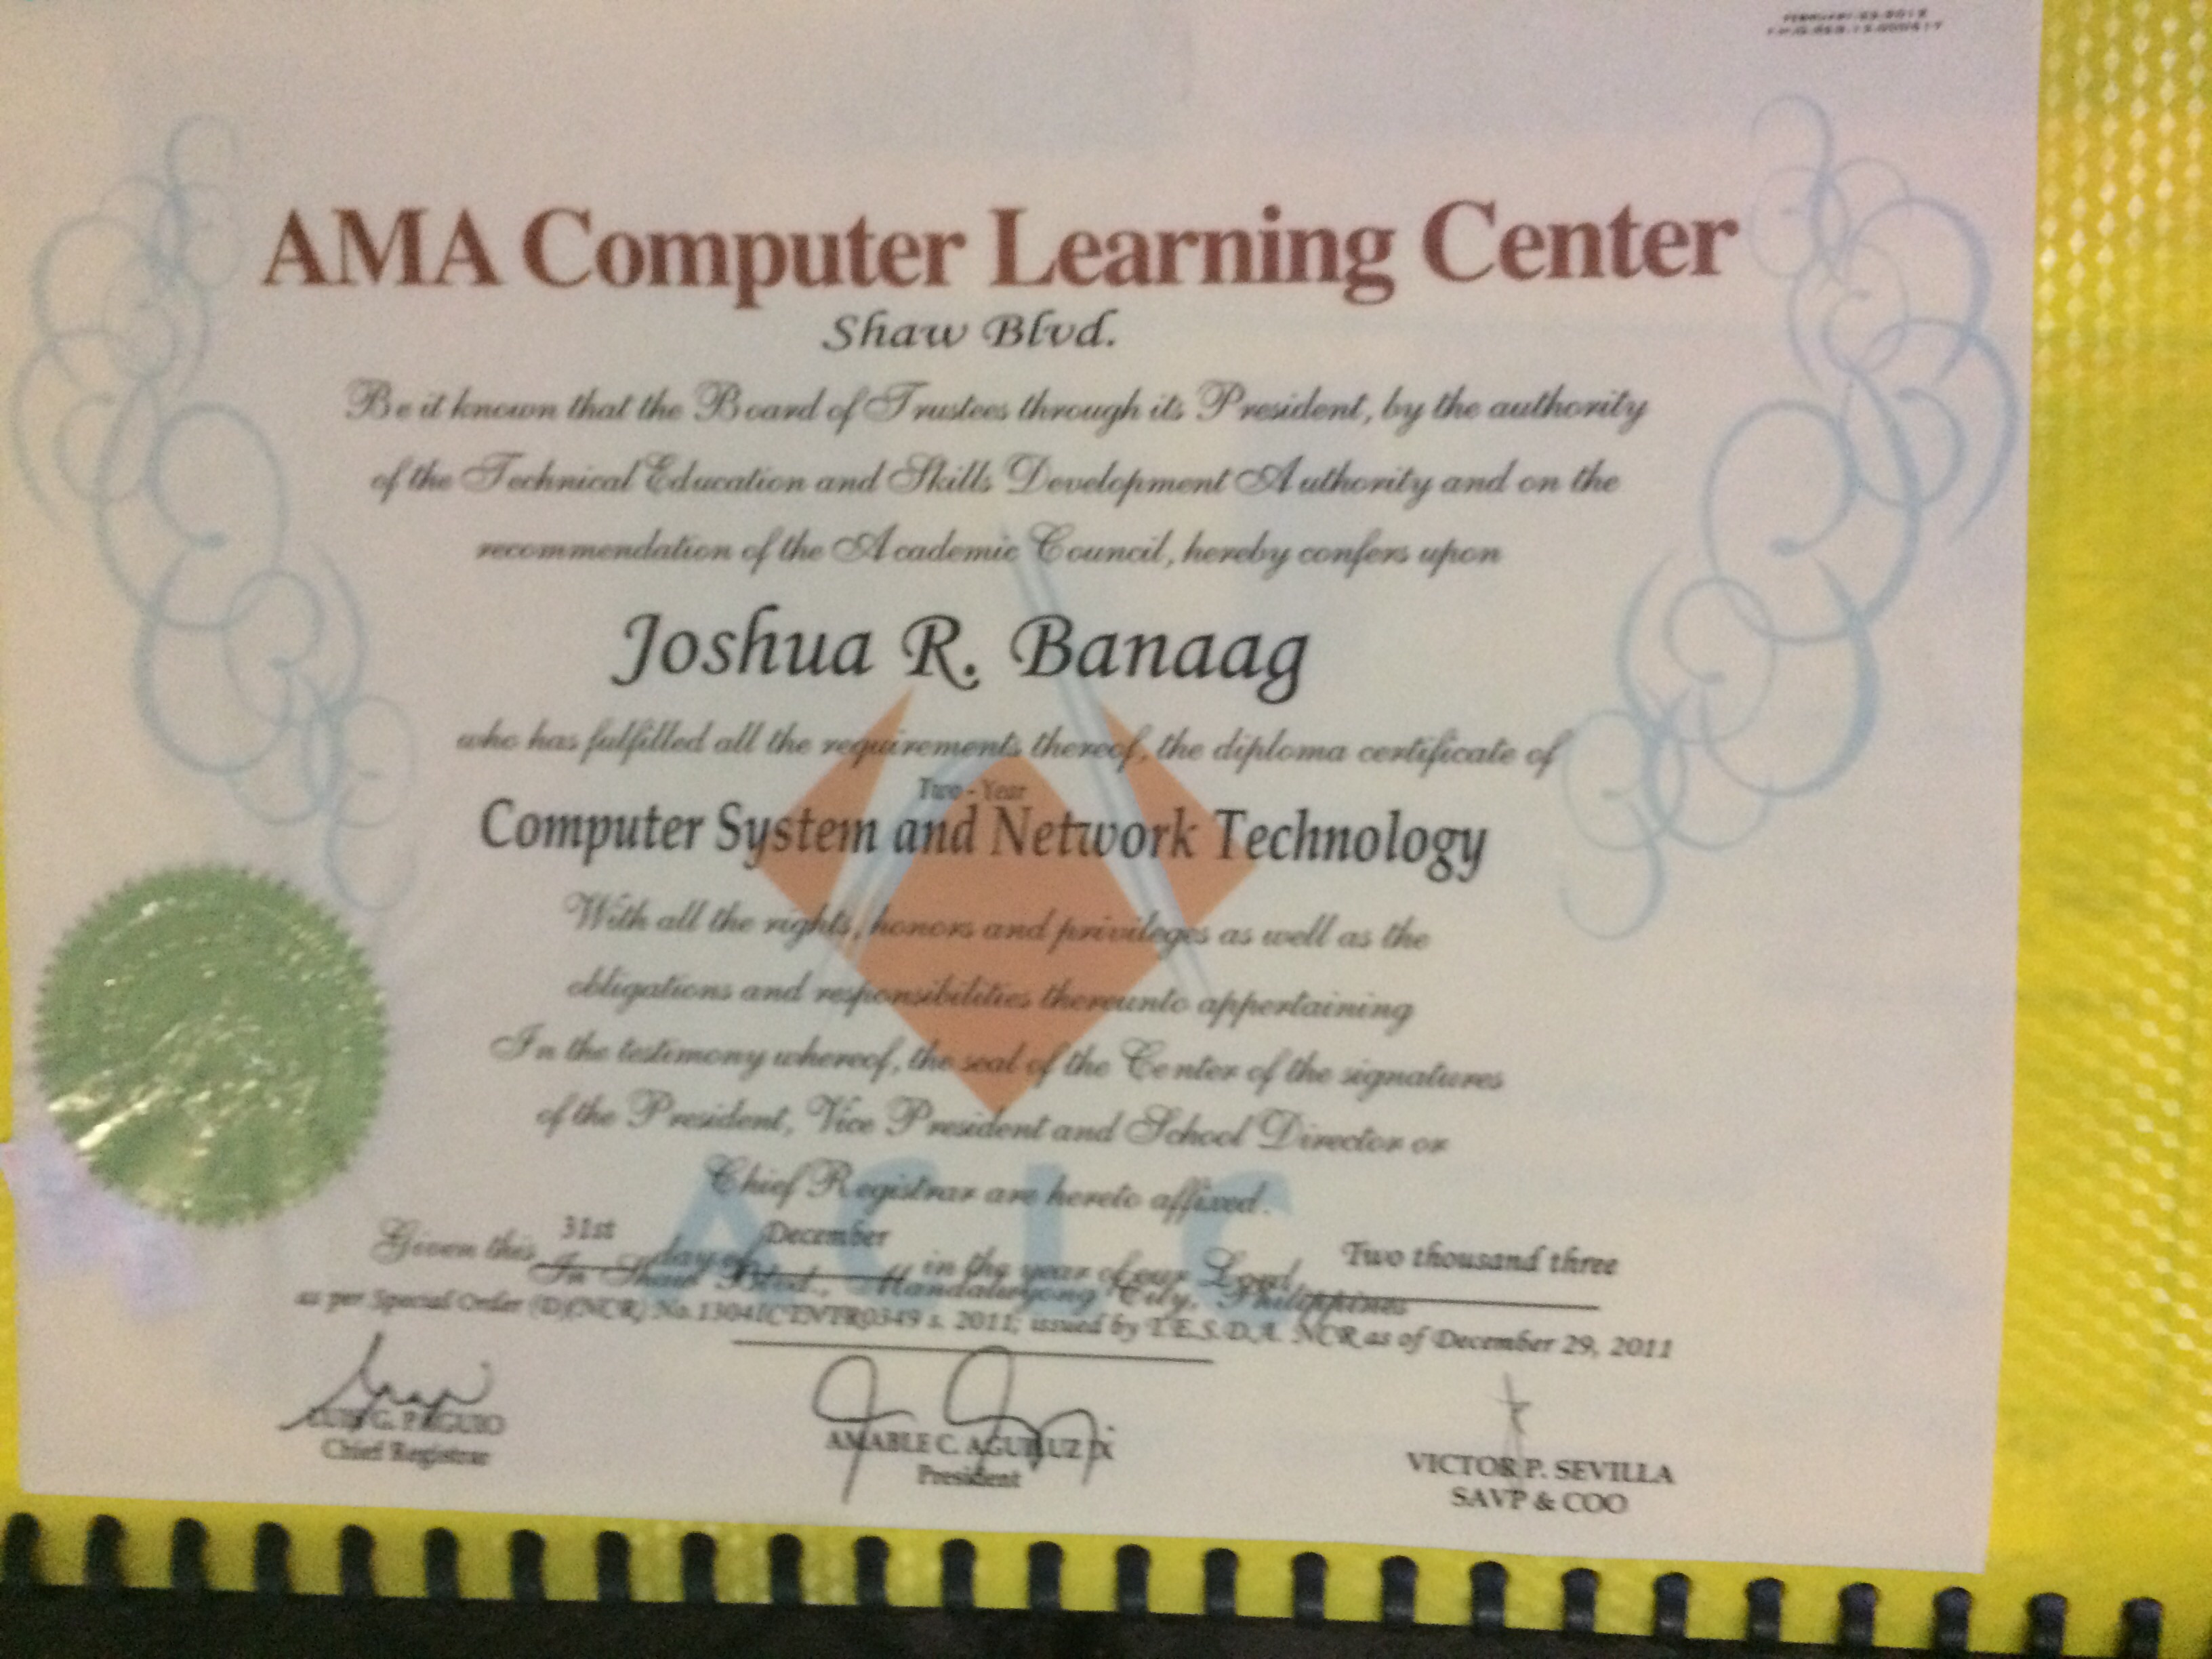 AMA Computer Learning Center
Shaw Blvd.
Be it known that the Board of Trustees through its President, by the authority
of the Technical Education and Skills Development Authority and on the
recommendation of the Academic Council, hereby confers upon
Joshua R. Banaag
who has fulfilled all the requirements thereof, the diploma certificate of
Two-Year
Computer System and Network Technology
With all the rights, honors and privileges as well as the
obligations and responsibilities thereunto appertaining
In the testimony whereof, the seal of the Center of the signatures
of the President, Vice President and School Director or
Chief Registrar are hereto affixed.
ACLC
Given this 31st day of December in the year of our Lord Two thousand three
in Mandaluyong City, Philippines
as per Special Order No. issued by T.E.S.D.A. NCR as of December 29, 2011
Chief Registrar
AMABLE C. AGUILUZ IX
President
VICTOR P. SEVILLA
SAVP & COO